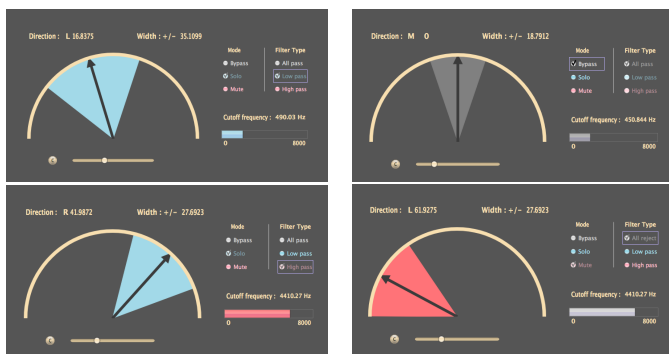 Direction : L 16.8375 Width : +/- 35.1099
Mode Filter Type
Bypass All pass
Solo Low pass
Mute High pass
Cutoff frequency : 490.03 Hz
0 8000
C
Direction : M 0 Width : +/- 18.7912
Mode Filter Type
Bypass All pass
Solo Low pass
Mute High pass
Cutoff frequency : 450.844 Hz
0 8000
C
Direction : R 41.9872 Width : +/- 27.6923
Mode Filter Type
Bypass All pass
Solo Low pass
Mute High pass
Cutoff frequency : 4410.27 Hz
0 8000
C
Direction : L 61.9275 Width : +/- 27.6923
Mode Filter Type
Bypass All reject
Solo Low pass
Mute High pass
Cutoff frequency : 4410.27 Hz
0 8000
C